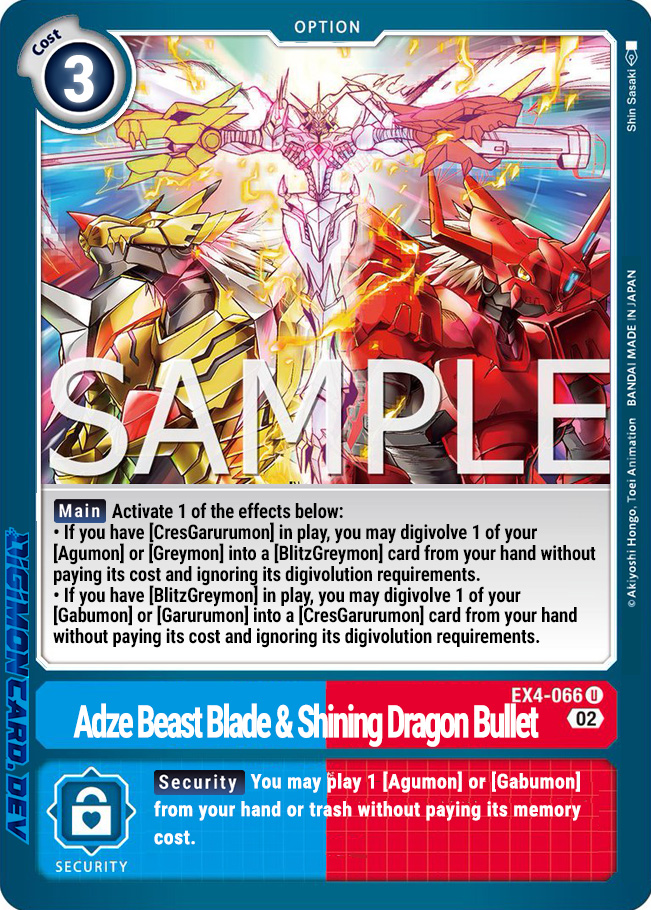 OPTION
Cost
3
Shin Sasaki
SAMPLE
© Akiyoshi Hongo, Toei Animation BANDAI MADE IN JAPAN
Main Activate 1 of the effects below:
• If you have [CresGarurumon] in play, you may digivolve 1 of your
[Agumon] or [Greymon] into a [BlitzGreymon] card from your hand without
paying its cost and ignoring its digivolution requirements.
• If you have [BlitzGreymon] in play, you may digivolve 1 of your
[Gabumon] or [Garurumon] into a [CresGarurumon] card from your hand
without paying its cost and ignoring its digivolution requirements.
DIGIMONCARD.DEV
EX4-066 U
Adze Beast Blade & Shining Dragon Bullet
02
Security You may play 1 [Agumon] or [Gabumon]
from your hand or trash without paying its memory
cost.
SECURITY